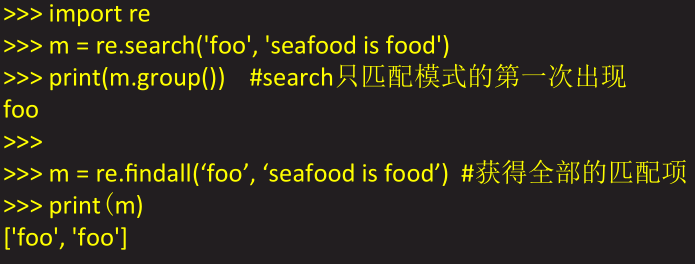 >>> import re
>>> m = re.search('foo', 'seafood is food')
>>> print(m.group())    #search只匹配模式的第一次出现
foo
>>>
>>> m = re.findall(‘foo’, ‘seafood is food’)  #获得全部的匹配项
>>> print（m)
['foo', 'foo']